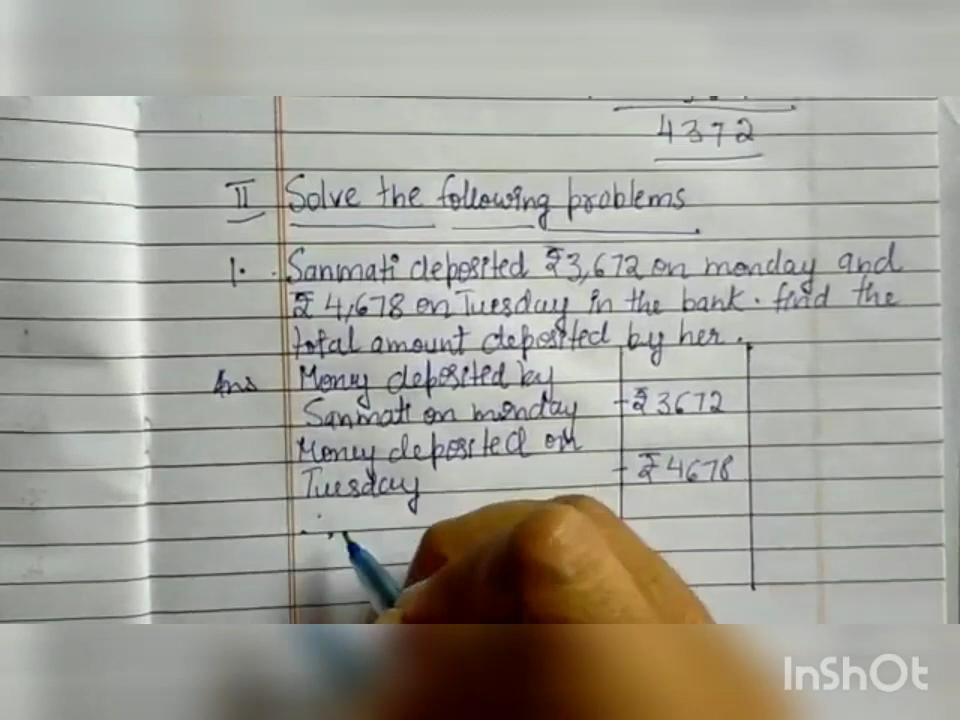 4372
II Solve the following problems.
1. Sanmati deposited ₹3,672 on monday and
₹ 4,678 on Tuesday in the bank. find the
total amount deposited by her.
Ans Money deposited by
Sanmati on monday - ₹ 3672
Money deposited on
Tuesday - ₹ 4678
InShOt